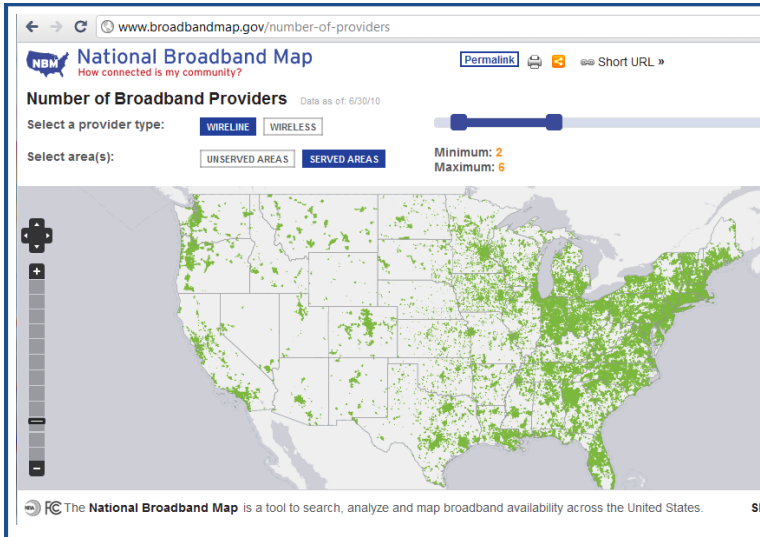 www.broadbandmap.gov/number-of-providers
NBM National Broadband Map
How connected is my community?
Permalink Short URL »
Number of Broadband Providers Data as of: 6/30/10
Select a provider type: WIRELINE WIRELESS
Select area(s): UNSERVED AREAS SERVED AREAS
Minimum: 2
Maximum: 6
FC The National Broadband Map is a tool to search, analyze and map broadband availability across the United States.